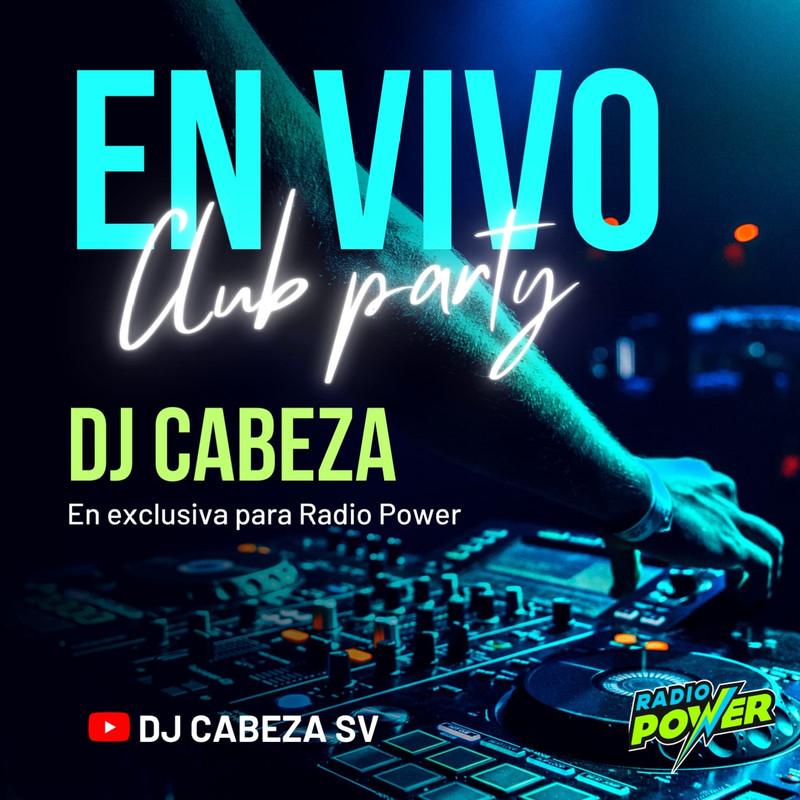 EN VIVO
Club party
DJ CABEZA
En exclusiva para Radio Power
DJ CABEZA SV
RADIO
POWER